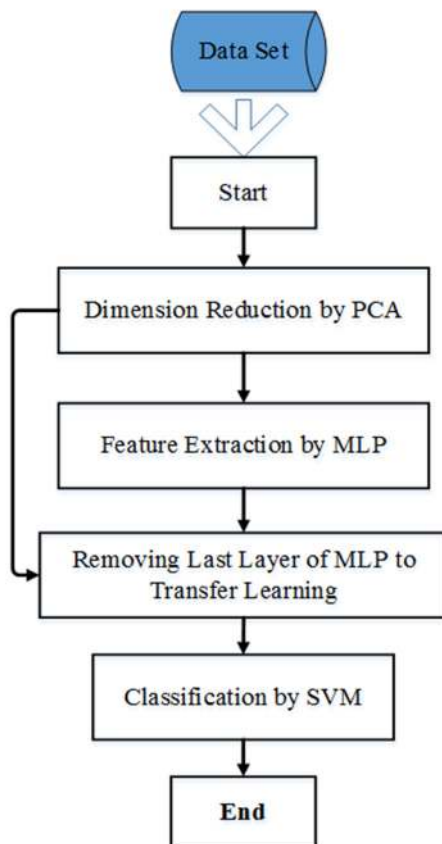 Data Set
Start
Dimension Reduction by PCA
Feature Extraction by MLP
Removing Last Layer of MLP to
Transfer Learning
Classification by SVM
End